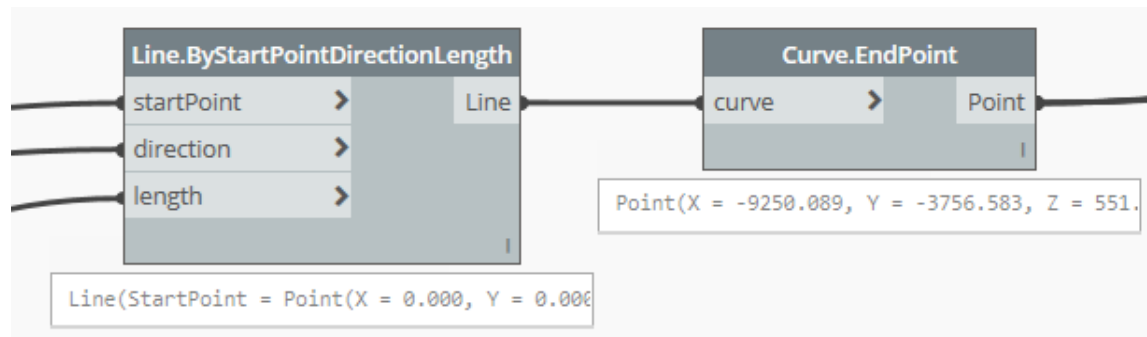 Line.ByStartPointDirectionLength
startPoint >
direction >
length >
Line
l
Line(StartPoint = Point(X = 0.000, Y = 0.000
Curve.EndPoint
curve >
Point
l
Point(X = -9250.089, Y = -3756.583, Z = 551.